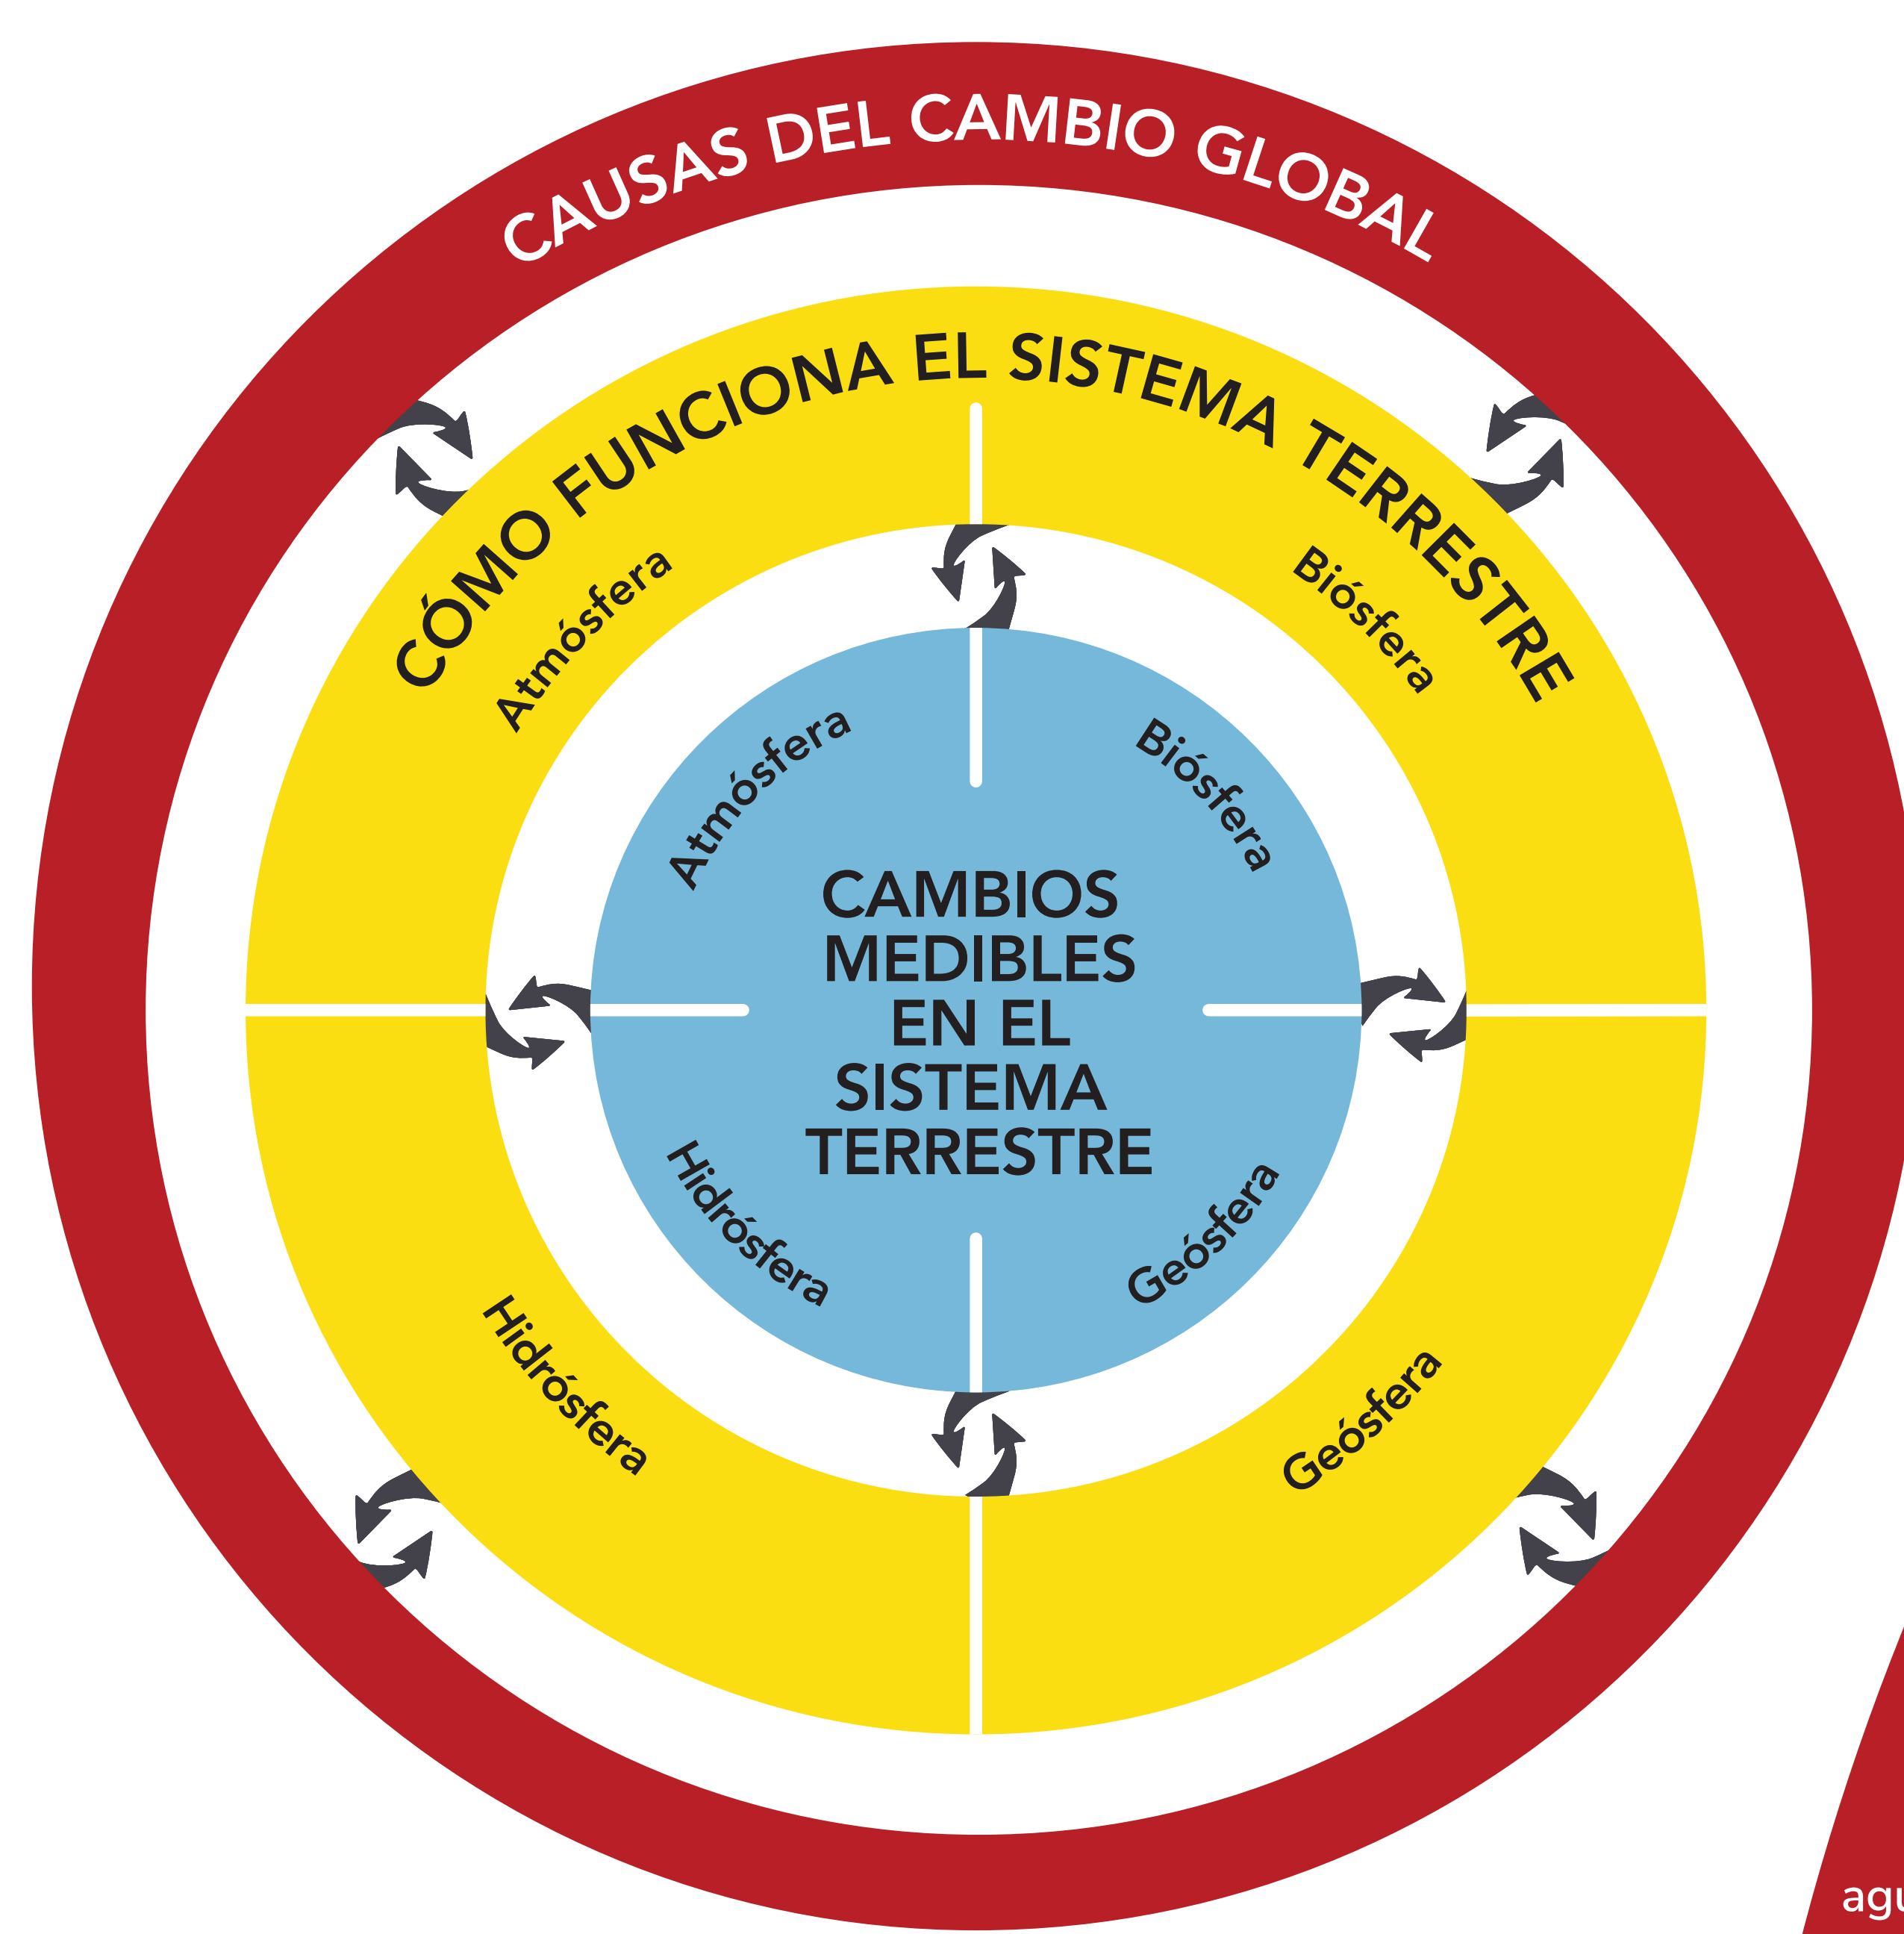 CAUSAS DEL CAMBIO GLOBAL
CÓMO FUNCIONA EL SISTEMA TERRESTRE
Atmósfera
Biósfera
Atmósfera
Biósfera
CAMBIOS
MEDIBLES
EN EL
SISTEMA
TERRESTRE
Hidrósfera
Geósfera
Hidrósfera
Geósfera